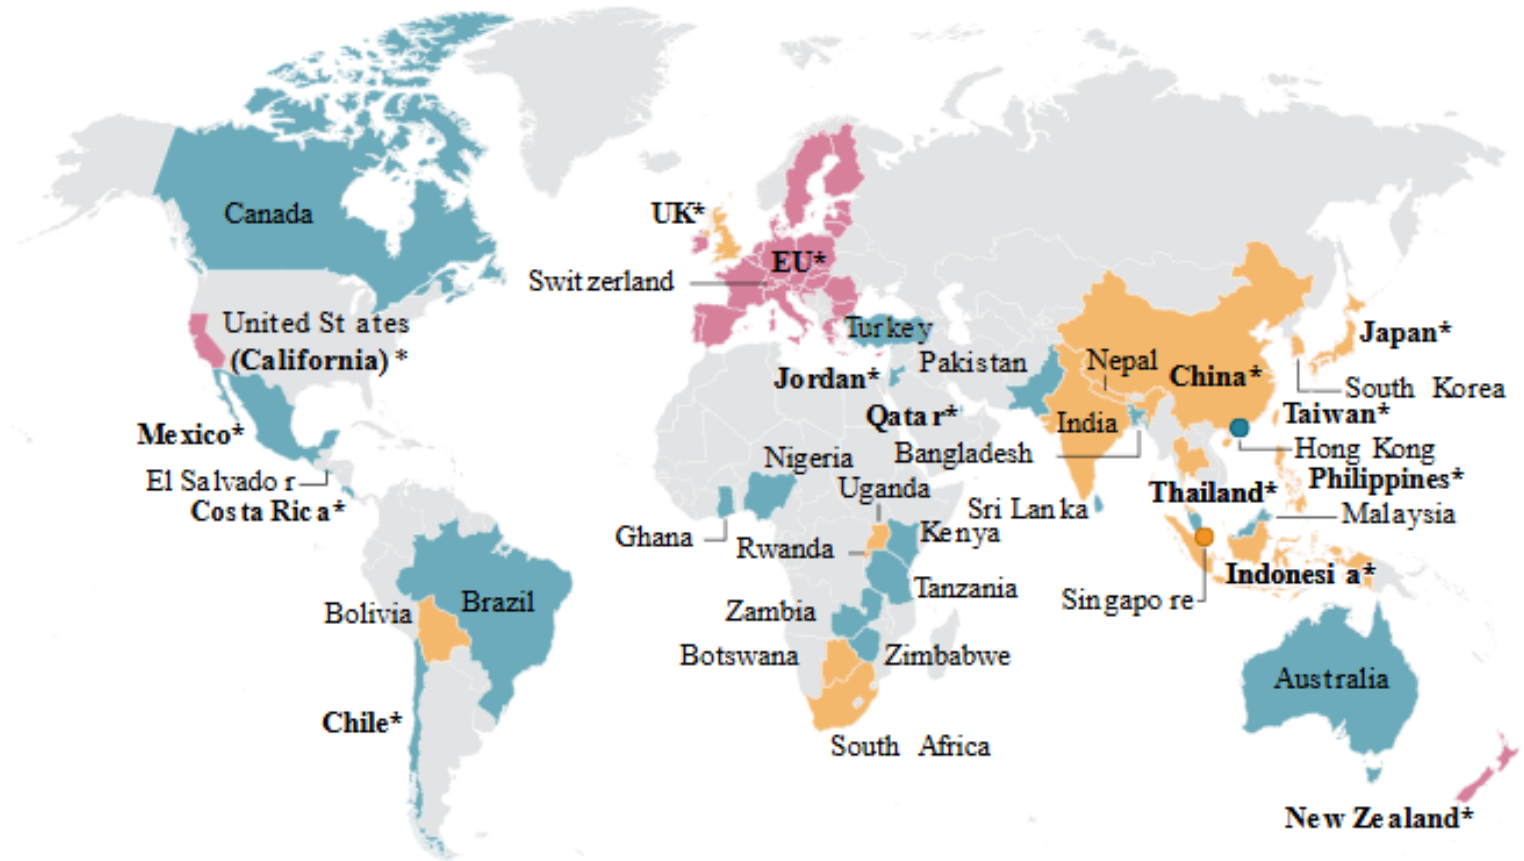 Canada
UK*
EU*
Switzerland
United States
(California) *
Turkey
Japan*
Pakistan
Nepal
China*
Jordan*
South Korea
Qatar*
Taiwan*
India
Mexico*
Hong Kong
Bangladesh
Nigeria
El Salvador
Philippines*
Uganda
Thailand*
Costa Rica*
Sri Lanka
Malaysia
Ghana
Kenya
Rwanda
Indonesia*
Tanzania
Singapore
Bolivia
Brazil
Zambia
Botswana
Zimbabwe
Australia
Chile*
South Africa
New Zealand*